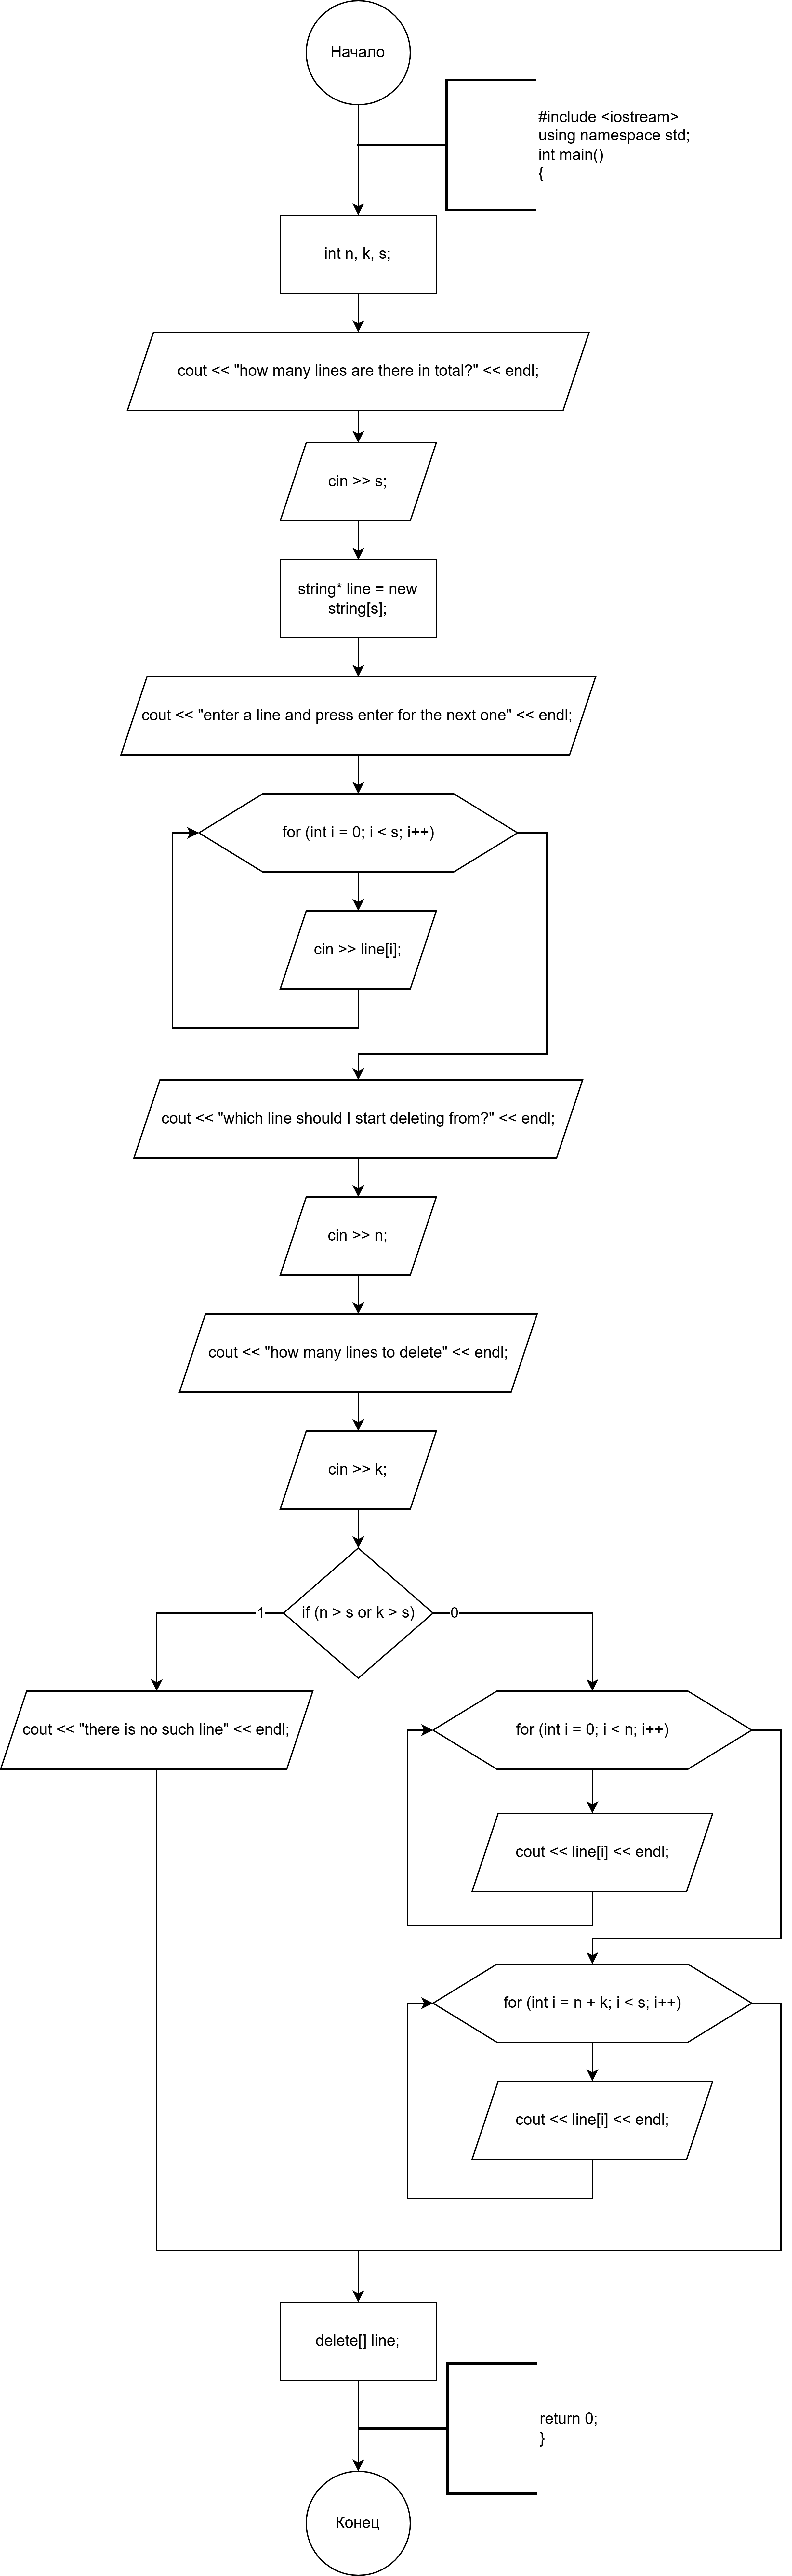 Начало
#include <iostream>
using namespace std;
int main()
{
int n, k, s;
cout << "how many lines are there in total?" << endl;
cin >> s;
string* line = new
string[s];
cout << "enter a line and press enter for the next one" << endl;
for (int i = 0; i < s; i++)
cin >> line[i];
cout << "which line should I start deleting from?" << endl;
cin >> n;
cout << "how many lines to delete" << endl;
cin >> k;
1
if (n > s or k > s)
0
cout << "there is no such line" << endl;
for (int i = 0; i < n; i++)
cout << line[i] << endl;
for (int i = n + k; i < s; i++)
cout << line[i] << endl;
delete[] line;
return 0;
}
Конец